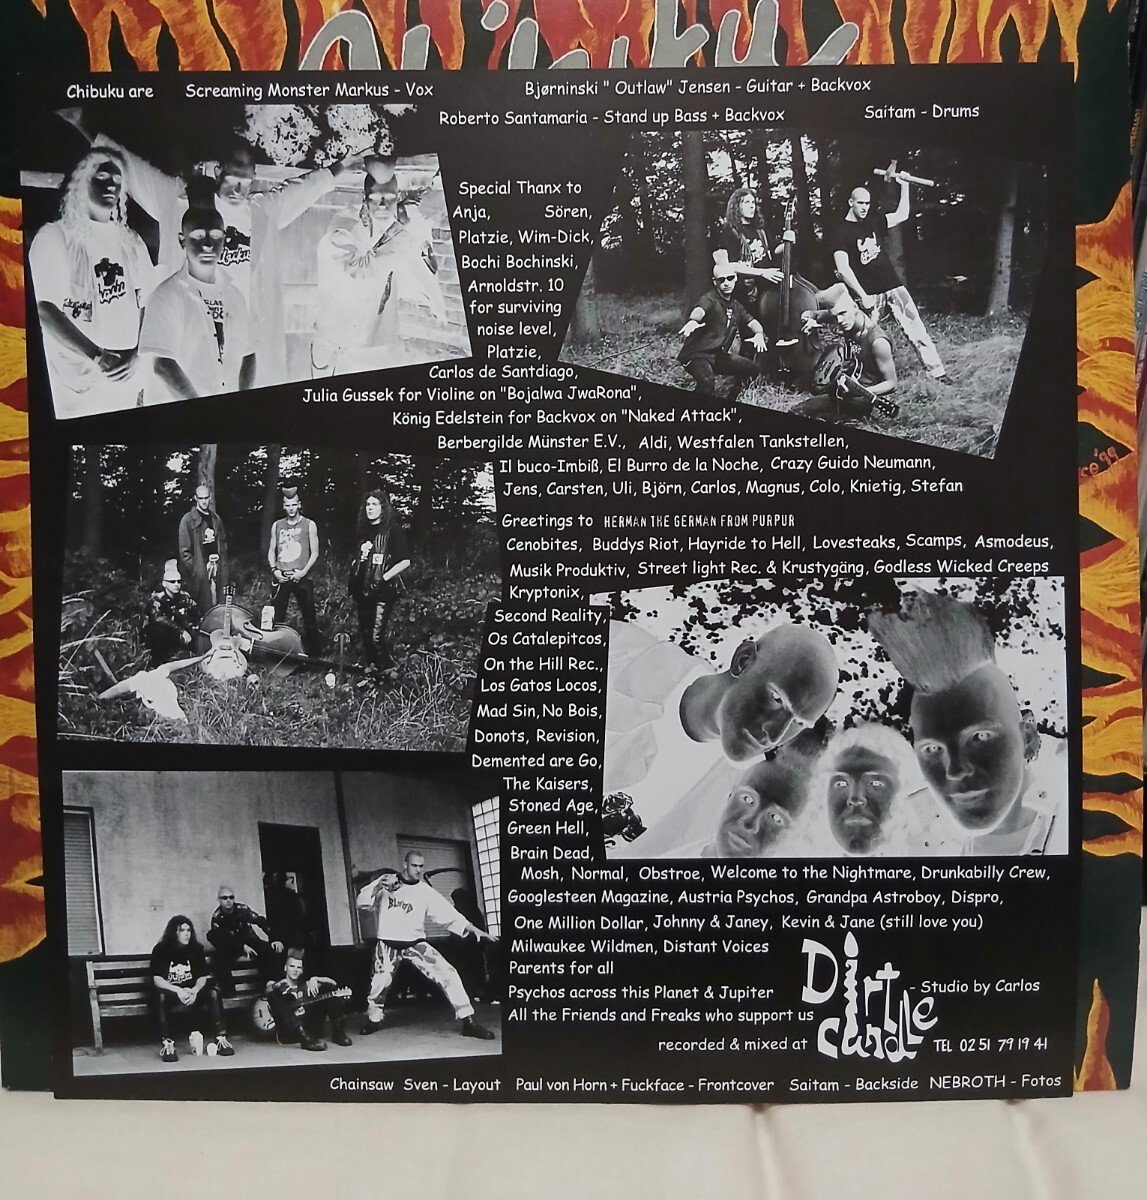 Chibuku are Screaming Monster Markus - Vox Bjørninski " Outlaw" Jensen - Guitar + Backvox
Roberto Santamaria - Stand up Bass + Backvox Saitam - Drums
Special Thanx to
Anja, Sören,
Platzie, Wim-Dick,
Bochi Bochinski,
Arnoldstr. 10
for surviving
noise level,
Platzie,
Carlos de Santdiago,
Julia Gussek for Violine on "Bojalwa JwaRona",
König Edelstein for Backvox on "Naked Attack",
Berbergilde Münster E.V., Aldi, Westfalen Tankstellen,
Il buco-Imbiß, El Burro de la Noche, Crazy Guido Neumann,
Jens, Carsten, Uli, Björn, Carlos, Magnus, Colo, Knietig, Stefan
Greetings to HERMAN THE GERMAN FROM PURPUR
Cenobites, Buddys Riot, Hayride to Hell, Lovesteaks, Scamps, Asmodeus,
Musik Produktiv, Street light Rec. & Krustygäng, Godless Wicked Creeps
Kryptonix,
Second Reality,
Os Catalepitcos,
On the Hill Rec.,
Los Gatos Locos,
Mad Sin, No Bois,
Donots, Revision,
Demented are Go,
The Kaisers,
Stoned Age,
Green Hell,
Brain Dead,
Mosh, Normal, Obstroe, Welcome to the Nightmare, Drunkabilly Crew,
Googlesteen Magazine, Austria Psychos, Grandpa Astroboy, Dispro,
One Million Dollar, Johnny & Janey, Kevin & Jane (still love you)
Milwaukee Wildmen, Distant Voices
Parents for all
Psychos across this Planet & Jupiter
All the Friends and Freaks who support us
recorded & mixed at Dirt Candle - Studio by Carlos
TEL 02 51 79 19 41
Chainsaw Sven - Layout Paul von Horn + Fuckface - Frontcover Saitam - Backside NEBROTH - Fotos